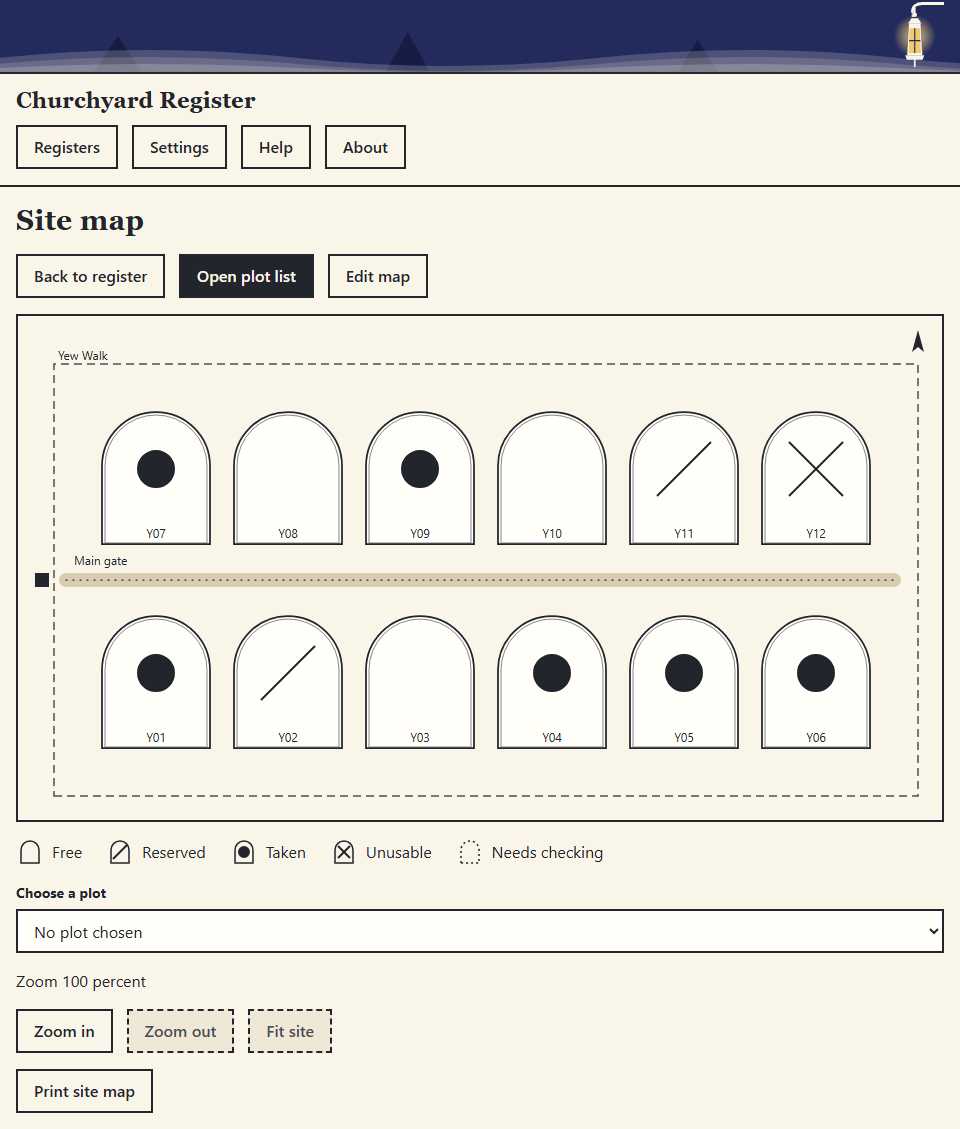 Churchyard Register
Registers Settings Help About
Site map
Back to register Open plot list Edit map
Yew Walk
Y07 Y08 Y09 Y10 Y11 Y12
Main gate
Y01 Y02 Y03 Y04 Y05 Y06
Free Reserved Taken Unusable Needs checking
Choose a plot
No plot chosen
Zoom 100 percent
Zoom in Zoom out Fit site
Print site map